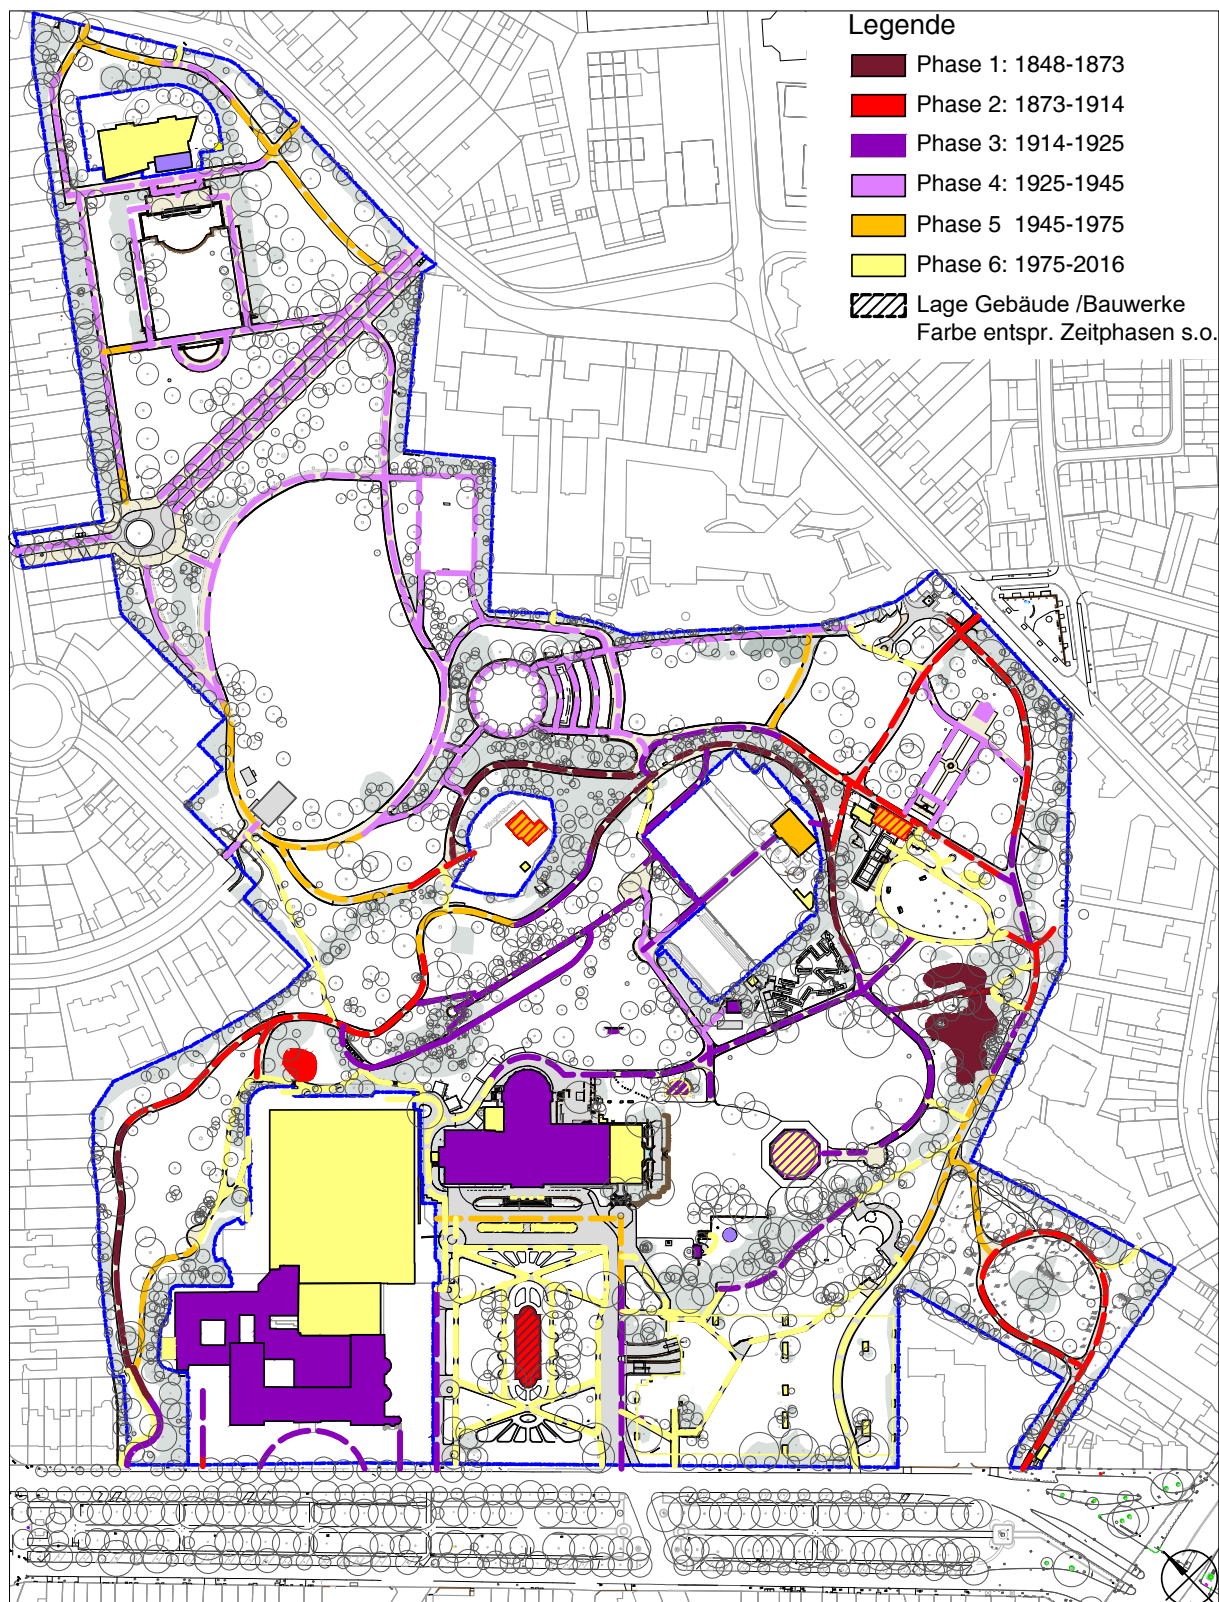 Legende
Phase 1: 1848-1873
Phase 2: 1873-1914
Phase 3: 1914-1925
Phase 4: 1925-1945
Phase 5 1945-1975
Phase 6: 1975-2016
Lage Gebäude /Bauwerke
Farbe entspr. Zeitphasen s.o.